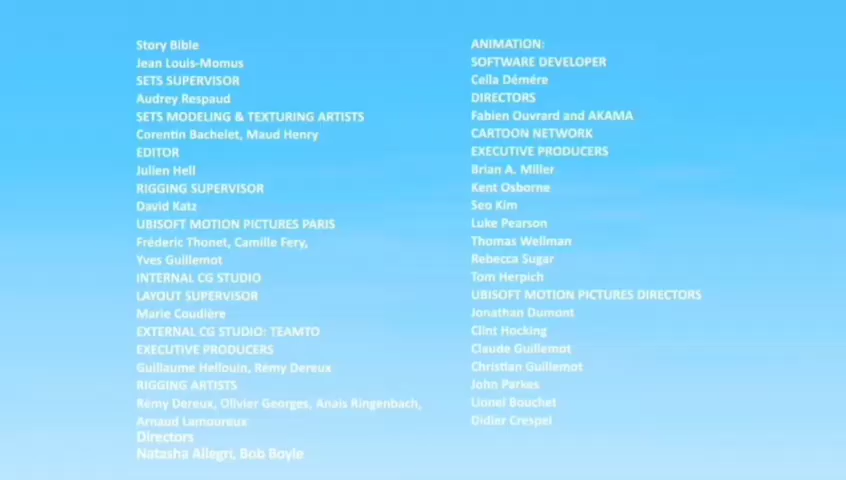 Story Bible
Jean Louis-Momus
SETS SUPERVISOR
Audrey Respaud
SETS MODELING & TEXTURING ARTISTS
Corentin Bachelet, Maud Henry
EDITOR
Julien Hell
RIGGING SUPERVISOR
David Katz
UBISOFT MOTION PICTURES PARIS
Fréderic Thonet, Camille Fery,
Yves Guillemot
INTERNAL CG STUDIO
LAYOUT SUPERVISOR
Marie Coudière
EXTERNAL CG STUDIO: TEAMTO
EXECUTIVE PRODUCERS
Guillaume Hellouin, Rémy Dereux
RIGGING ARTISTS
Rémy Dereux, Olivier Georges, Anais Ringenbach,
Arnaud Lamoureux
Directors
Natasha Allegri, Bob Boyle
ANIMATION:
SOFTWARE DEVELOPER
Celia Démére
DIRECTORS
Fabien Ouvrard and AKAMA
CARTOON NETWORK
EXECUTIVE PRODUCERS
Brian A. Miller
Kent Osborne
Seo Kim
Luke Pearson
Thomas Wellman
Rebecca Sugar
Tom Herpich
UBISOFT MOTION PICTURES DIRECTORS
Jonathan Dumont
Clint Hocking
Claude Guillemot
Christian Guillemot
John Parkes
Lionel Bouchet
Didier Crespel